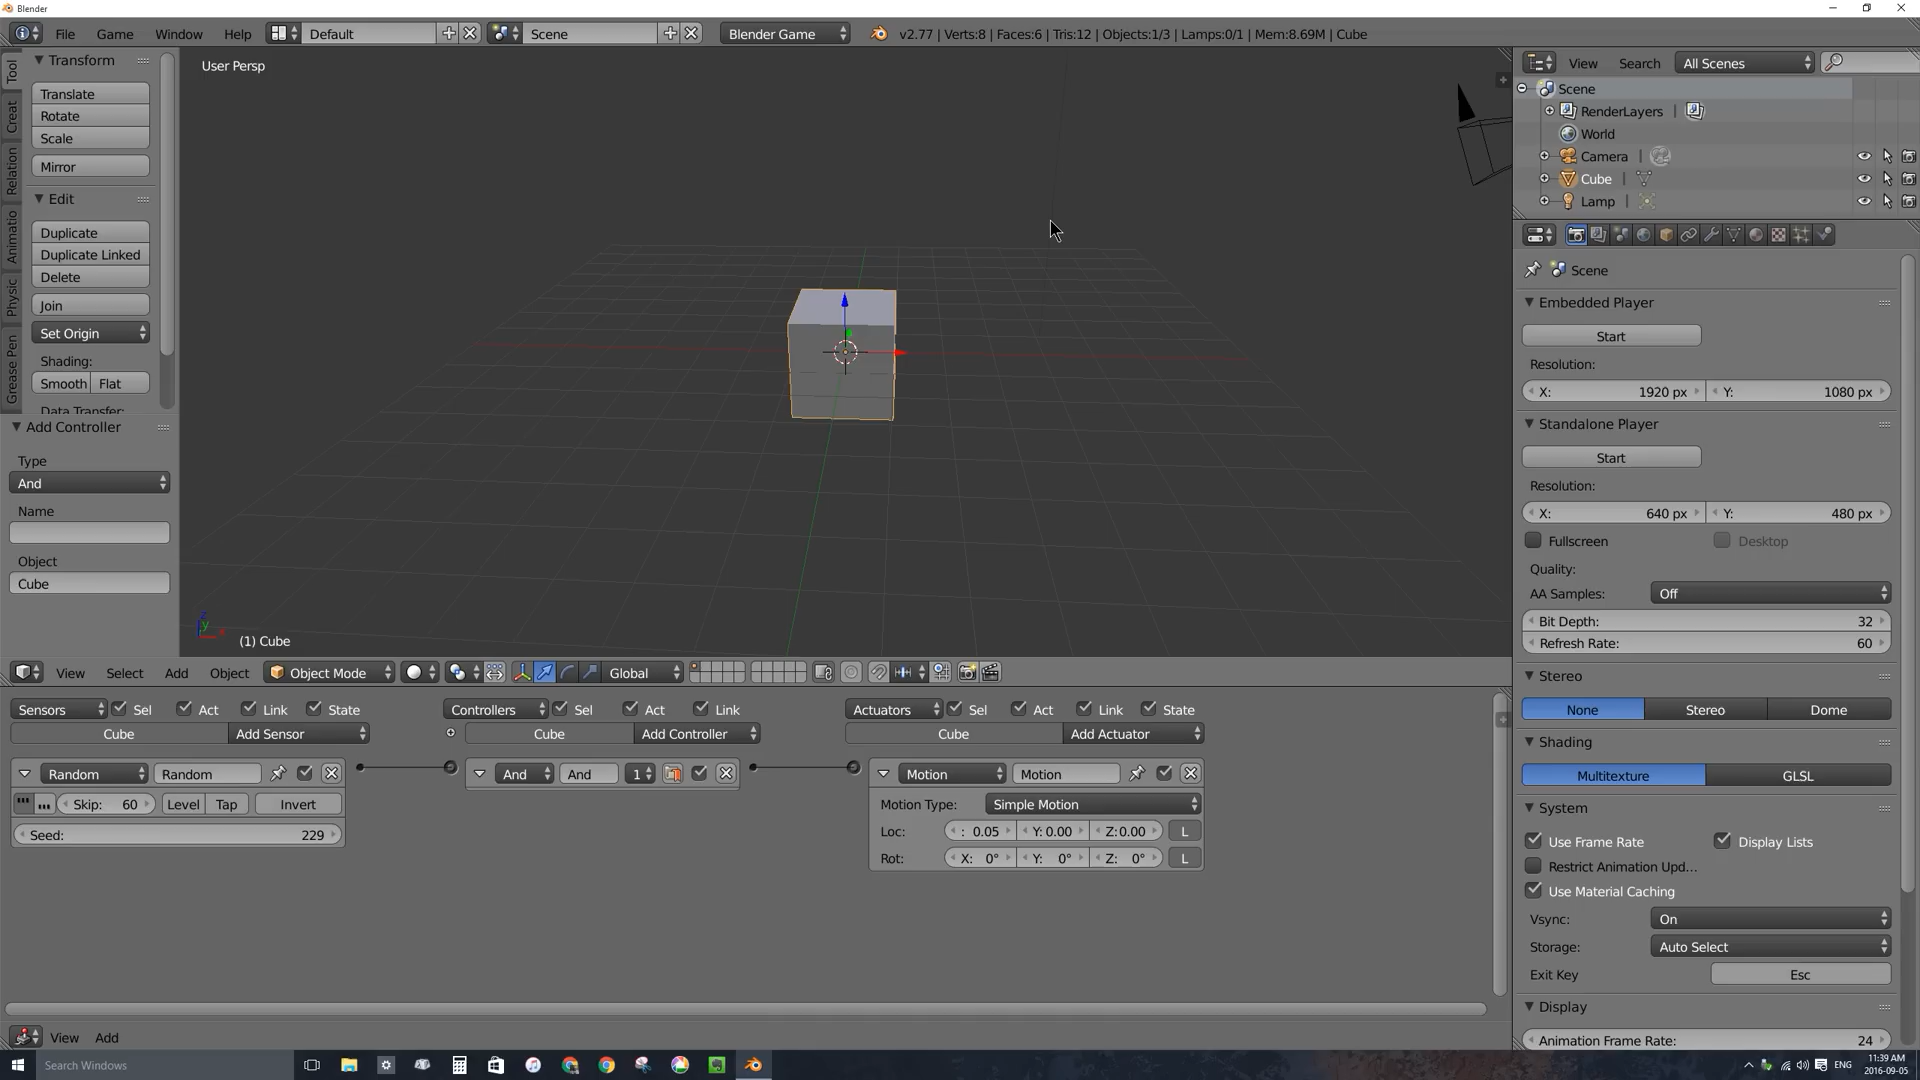 Blender
File Game Window Help Default Scene Blender Game v2.77 | Verts:8 | Faces:6 | Tris:12 | Objects:1/3 | Lamps:0/1 | Mem:8.69M | Cube
Tool
Creat
Relation
Animatio
Physic
Grease Pen
Transform
Translate
Rotate
Scale
Mirror
Edit
Duplicate
Duplicate Linked
Delete
Join
Set Origin
Shading:
Smooth Flat
Data Transfer:
Add Controller
Type
And
Name
Object
Cube
User Persp
z
y
x
(1) Cube
View Select Add Object Object Mode Global
Sensors Sel Act Link State Controllers Sel Act Link Actuators Sel Act Link State
Cube Add Sensor Cube Add Controller Cube Add Actuator
Random Random And And 1 Motion Motion
Skip: 60 Level Tap Invert Motion Type: Simple Motion
Seed: 229 Loc: : 0.05 Y: 0.00 Z: 0.00 L
Rot: X: 0° Y: 0° Z: 0° L
View Add
View Search All Scenes
Scene
RenderLayers |
World
Camera |
Cube |
Lamp |
Scene
Embedded Player
Start
Resolution:
X: 1920 px Y: 1080 px
Standalone Player
Start
Resolution:
X: 640 px Y: 480 px
Fullscreen Desktop
Quality:
AA Samples: Off
Bit Depth: 32
Refresh Rate: 60
Stereo
None Stereo Dome
Shading
Multitexture GLSL
System
Use Frame Rate Display Lists
Restrict Animation Upd...
Use Material Caching
Vsync: On
Storage: Auto Select
Exit Key Esc
Display
Animation Frame Rate: 24
Search Windows ENG 11:39 AM
2016-09-05